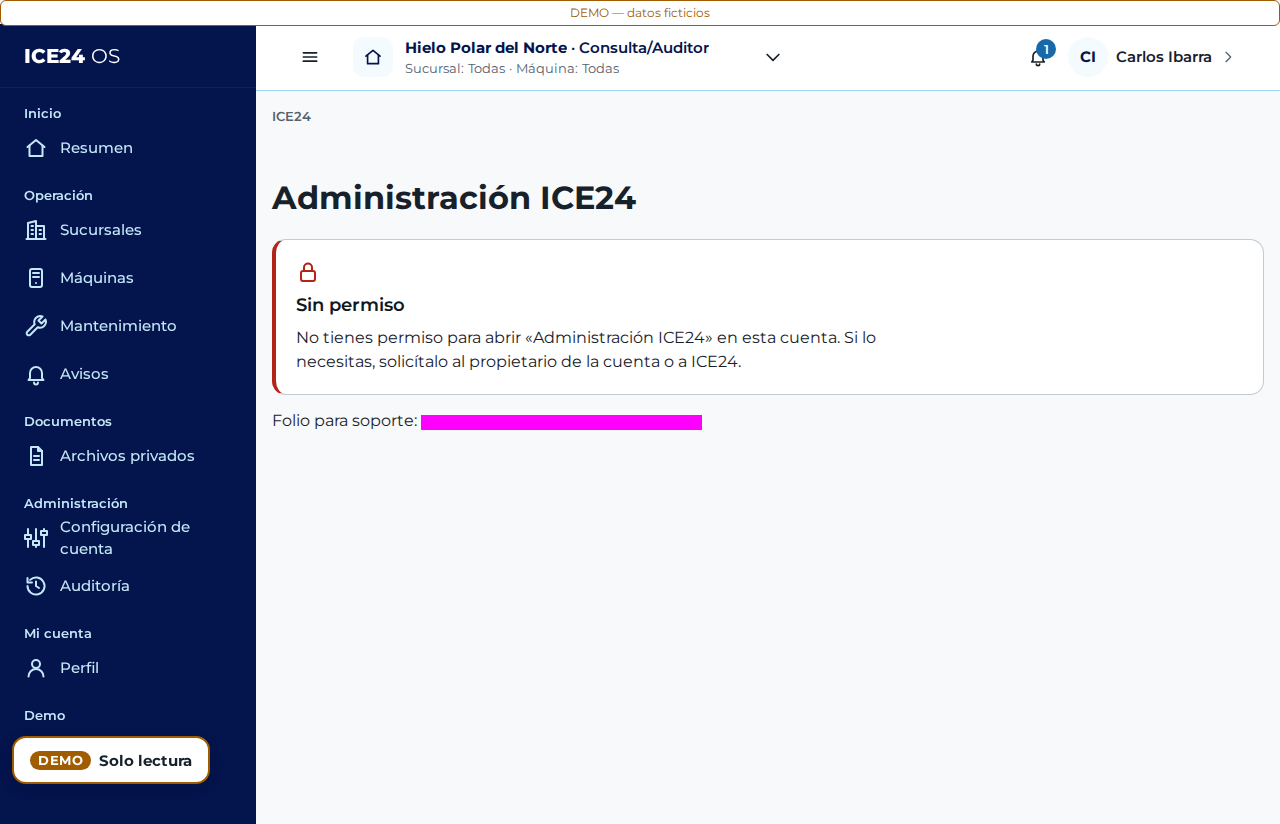 DEMO — datos ficticios
ICE24 OS
Hielo Polar del Norte · Consulta/Auditor
Sucursal: Todas · Máquina: Todas
1
CI
Carlos Ibarra
Inicio
Resumen
Operación
Sucursales
Máquinas
Mantenimiento
Avisos
Documentos
Archivos privados
Administración
Configuración de
cuenta
Auditoría
Mi cuenta
Perfil
Demo
DEMO Solo lectura
ICE24
Administración ICE24
Sin permiso
No tienes permiso para abrir «Administración ICE24» en esta cuenta. Si lo
necesitas, solicítalo al propietario de la cuenta o a ICE24.
Folio para soporte: